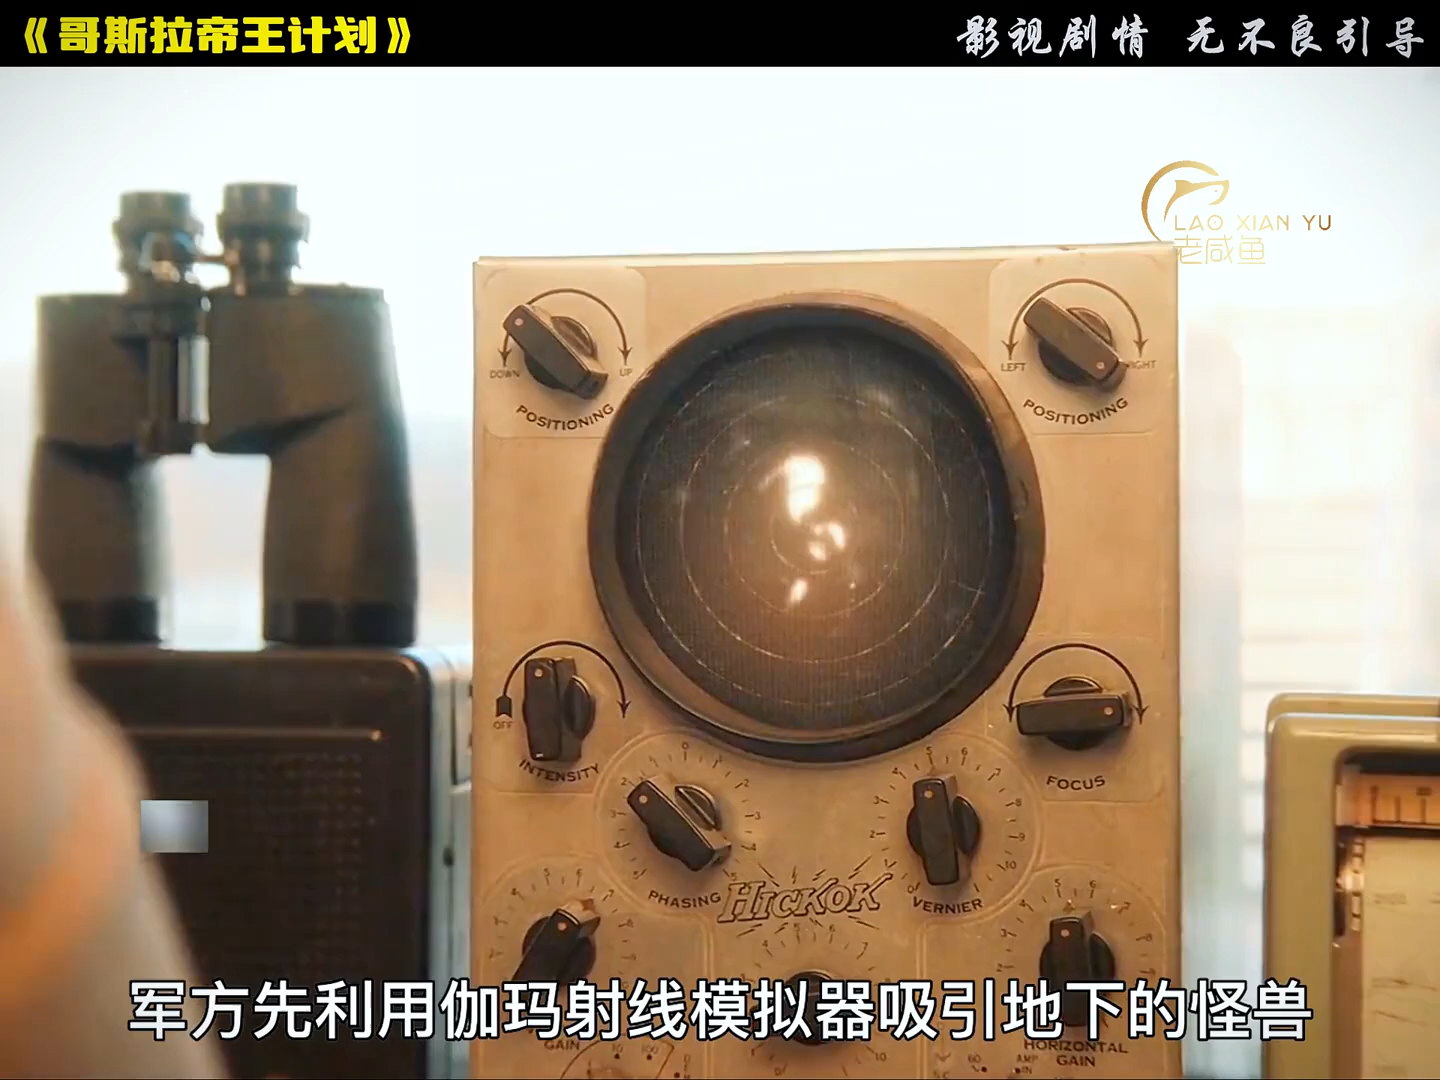 《哥斯拉帝王计划》
影视剧情 无不良引导
LAO XIAN YU
老咸鱼
DOWN
UP
POSITIONING
LEFT
RIGHT
POSITIONING
OFF
INTENSITY
FOCUS
PHASING
HICKOK
VERNIER
军方先利用伽玛射线模拟器吸引地下的怪兽
GAIN
HORIZONTAL
GAIN